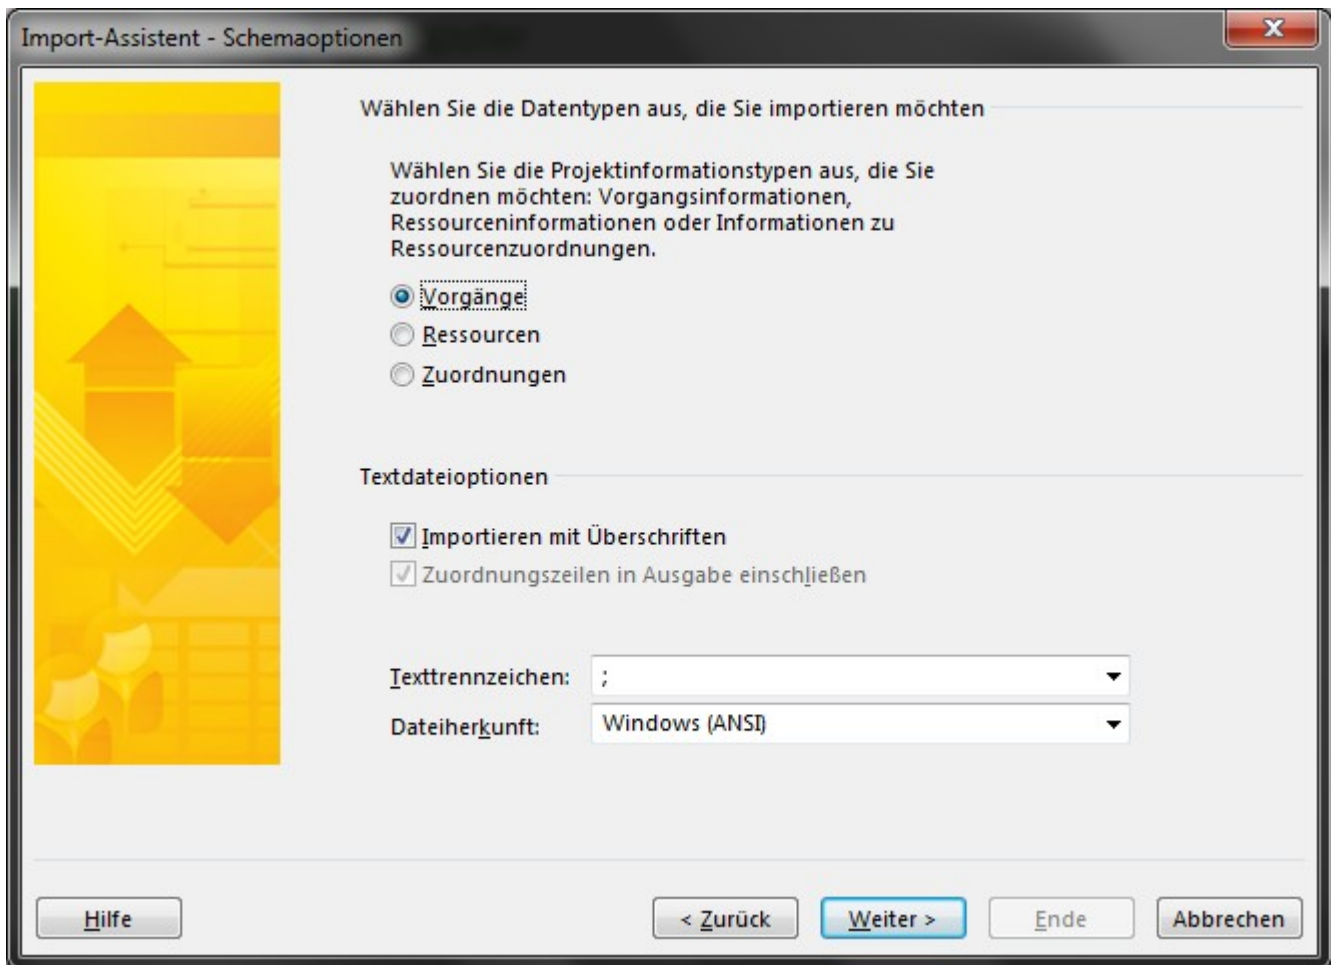 Import-Assistent - Schemaoptionen
X
Wählen Sie die Datentypen aus, die Sie importieren möchten
Wählen Sie die Projektinformationstypen aus, die Sie
zuordnen möchten: Vorgangsinformationen,
Ressourceninformationen oder Informationen zu
Ressourcenzuordnungen.
Vorgänge
Ressourcen
Zuordnungen
Textdateioptionen
Importieren mit Überschriften
Zuordnungszeilen in Ausgabe einschließen
Texttrennzeichen: ;
Dateiherkunft: Windows (ANSI)
Hilfe < Zurück Weiter > Ende Abbrechen